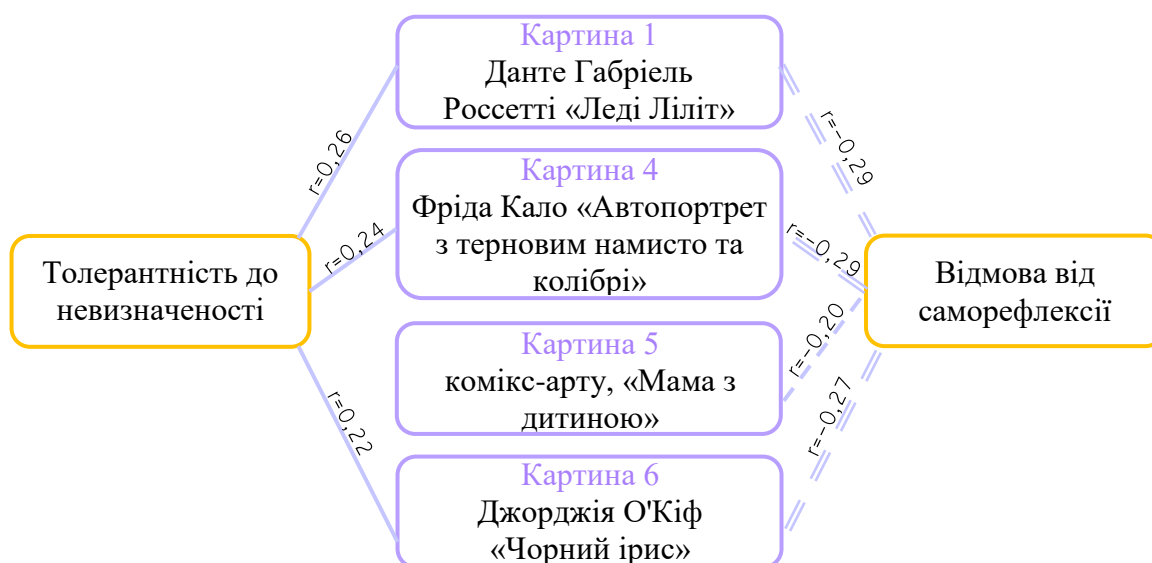 Картина 1
Данте Габріель
Россетті «Леді Ліліт»
r=0,26
r=-0,29
Картина 4
Фріда Кало «Автопортрет
з терновим намисто та
колібрі»
r=0,24
r=-0,29
Толерантність до
невизначеності
Відмова від
саморефлексії
Картина 5
комікс-арту, «Мама з
дитиною»
r=-0,20
r=0,22
r=-0,27
Картина 6
Джорджія О'Кіф
«Чорний ірис»